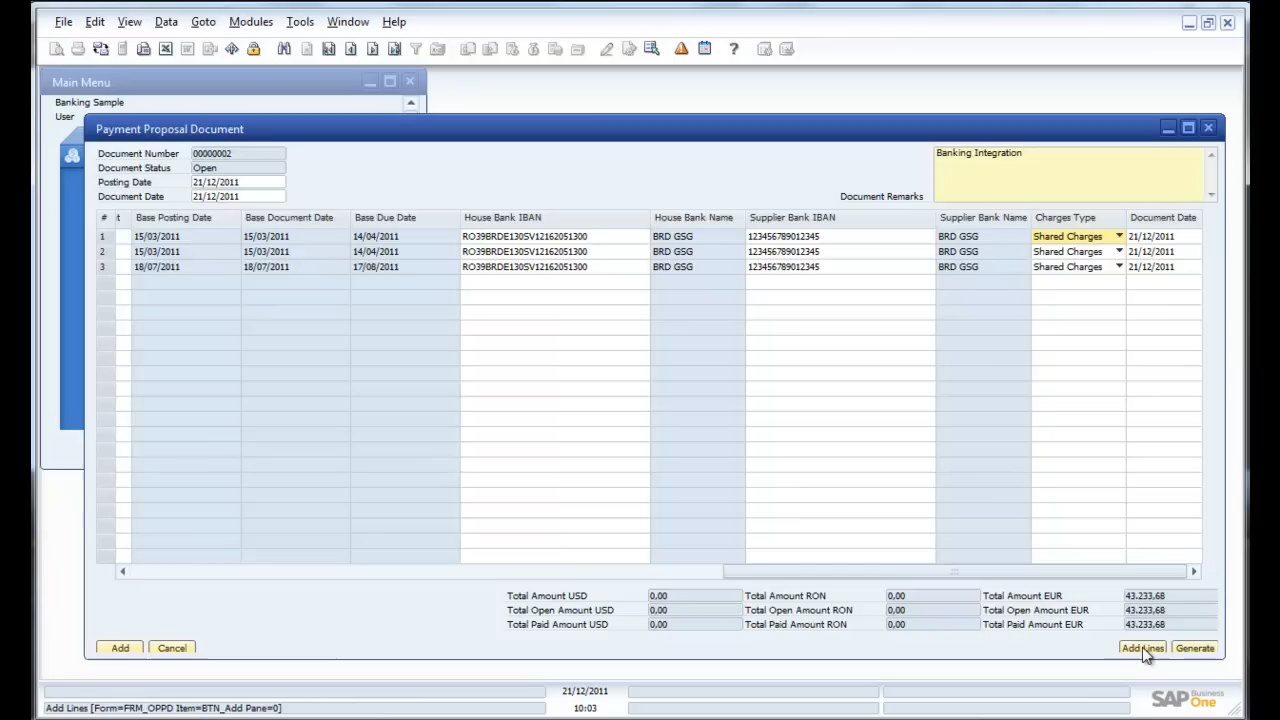 File Edit View Data Goto Modules Tools Window Help
Main Menu
Banking Sample
User
Payment Proposal Document
Document Number 00000002
Document Status Open
Posting Date 21/12/2011
Document Date 21/12/2011
Banking Integration
Document Remarks
# t Base Posting Date Base Document Date Base Due Date House Bank IBAN House Bank Name Supplier Bank IBAN Supplier Bank Name Charges Type Document Date
1 15/03/2011 15/03/2011 14/04/2011 RO39BRDE130SV12162051300 BRD GSG 123456789012345 BRD GSG Shared Charges 21/12/2011
2 15/03/2011 15/03/2011 14/04/2011 RO39BRDE130SV12162051300 BRD GSG 123456789012345 BRD GSG Shared Charges 21/12/2011
3 18/07/2011 18/07/2011 17/08/2011 RO39BRDE130SV12162051300 BRD GSG 123456789012345 BRD GSG Shared Charges 21/12/2011
Total Amount USD 0,00 Total Amount RON 0,00 Total Amount EUR 43.233,68
Total Open Amount USD 0,00 Total Open Amount RON 0,00 Total Open Amount EUR 43.233,68
Total Paid Amount USD 0,00 Total Paid Amount RON 0,00 Total Paid Amount EUR 43.233,68
Add Cancel Add Lines Generate
21/12/2011
Add Lines [Form=FRM_OPPD Item=BTN_Add Pane=0] 10:03
SAP Business One